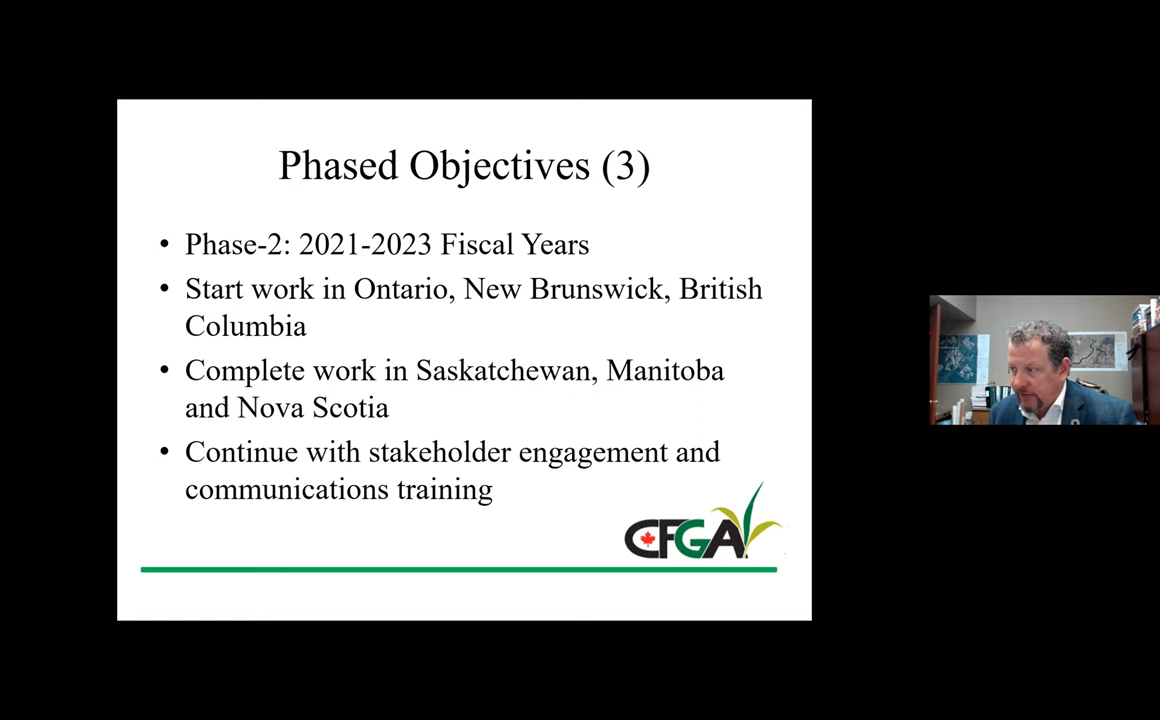 Phased Objectives (3)
• Phase-2: 2021-2023 Fiscal Years
• Start work in Ontario, New Brunswick, British
Columbia
• Complete work in Saskatchewan, Manitoba
and Nova Scotia
• Continue with stakeholder engagement and
communications training
CFGA